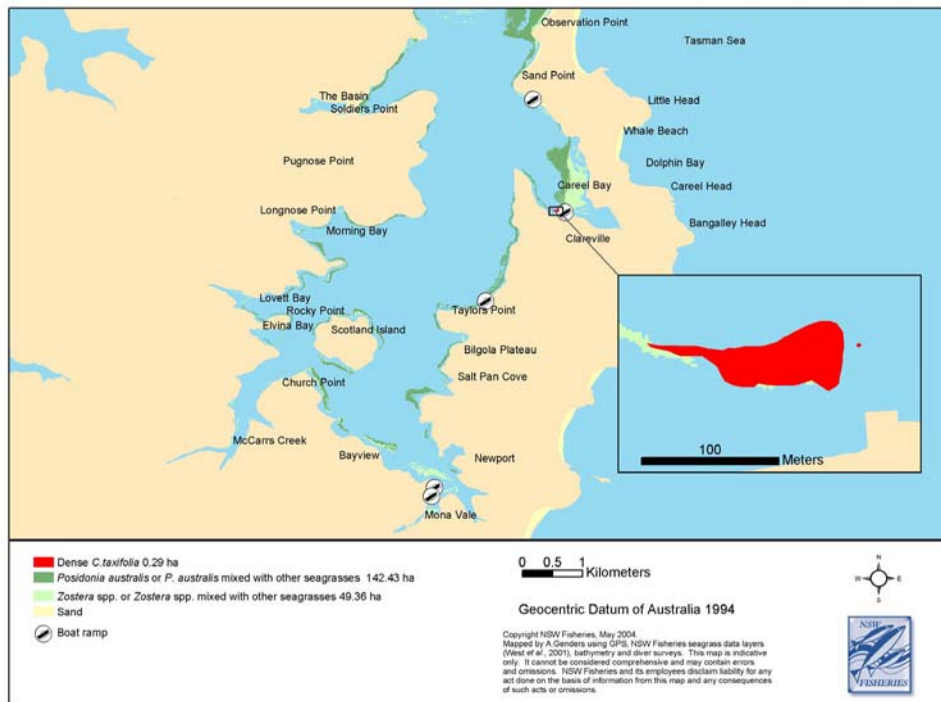 Observation Point
Tasman Sea
Sand Point
The Basin
Soldiers Point
Little Head
Whale Beach
Pugnose Point
Dolphin Bay
Careel Bay
Careel Head
Longnose Point
Bangalley Head
Morning Bay
Clareville
Lovett Bay
Rocky Point
Taylors Point
Elvina Bay
Scotland Island
Bilgola Plateau
Salt Pan Cove
Church Point
McCarrs Creek
Bayview
Newport
Mona Vale
100
Meters
Dense C.taxifolia 0.29 ha
Posidonia australis or P. australis mixed with other seagrasses 142.43 ha
Zostera spp. or Zostera spp. mixed with other seagrasses 49.36 ha
Sand
Boat ramp
0 0.5 1
Kilometers
Geocentric Datum of Australia 1994
Copyright NSW Fisheries, May 2004.
Mapped by A.Genders using GPS, NSW Fisheries seagrass data layers
(West et al., 2001), bathymetry and diver surveys. This map is indicative
only. It cannot be considered comprehensive and may contain errors
and omissions. NSW Fisheries and its employees disclaim liability for any
act done on the basis of information from this map and any consequences
of such acts or omissions.
N
W E
S
NSW
FISHERIES